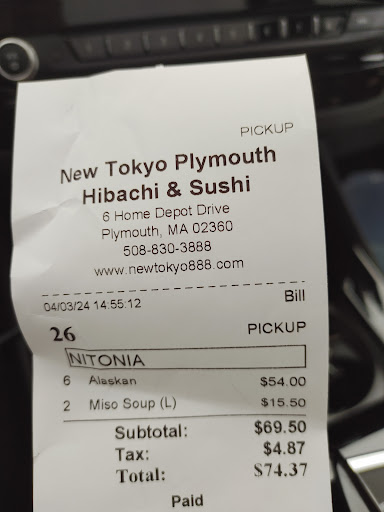 PICKUP
New Tokyo Plymouth
Hibachi & Sushi
6 Home Depot Drive
Plymouth, MA 02360
508-830-3888
www.newtokyo888.com
04/03/24 14:55:12 Bill
26 PICKUP
NITONIA
6 Alaskan $54.00
2 Miso Soup (L) $15.50
Subtotal: $69.50
Tax: $4.87
Total: $74.37
Paid